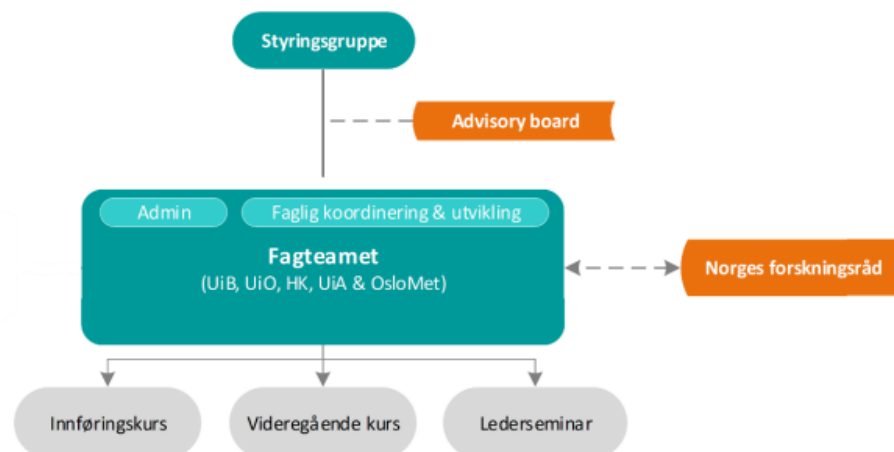 Styringsgruppe
Advisory board
Admin
Faglig koordinering & utvikling
Fagteamet
(UiB, UiO, HK, UiA & OsloMet)
Norges forskningsråd
Innføringskurs
Videregående kurs
Lederseminar